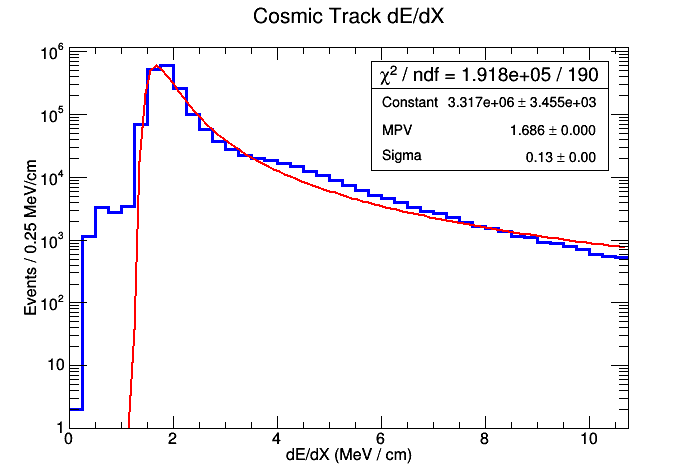 Cosmic Track dE/dX
χ² / ndf = 1.918e+05 / 190
Constant 3.317e+06 ± 3.455e+03
MPV 1.686 ± 0.000
Sigma 0.13 ± 0.00
Events / 0.25 MeV/cm
10⁶
10⁵
10⁴
10³
10²
10
1
0 2 4 6 8 10
dE/dX (MeV / cm)